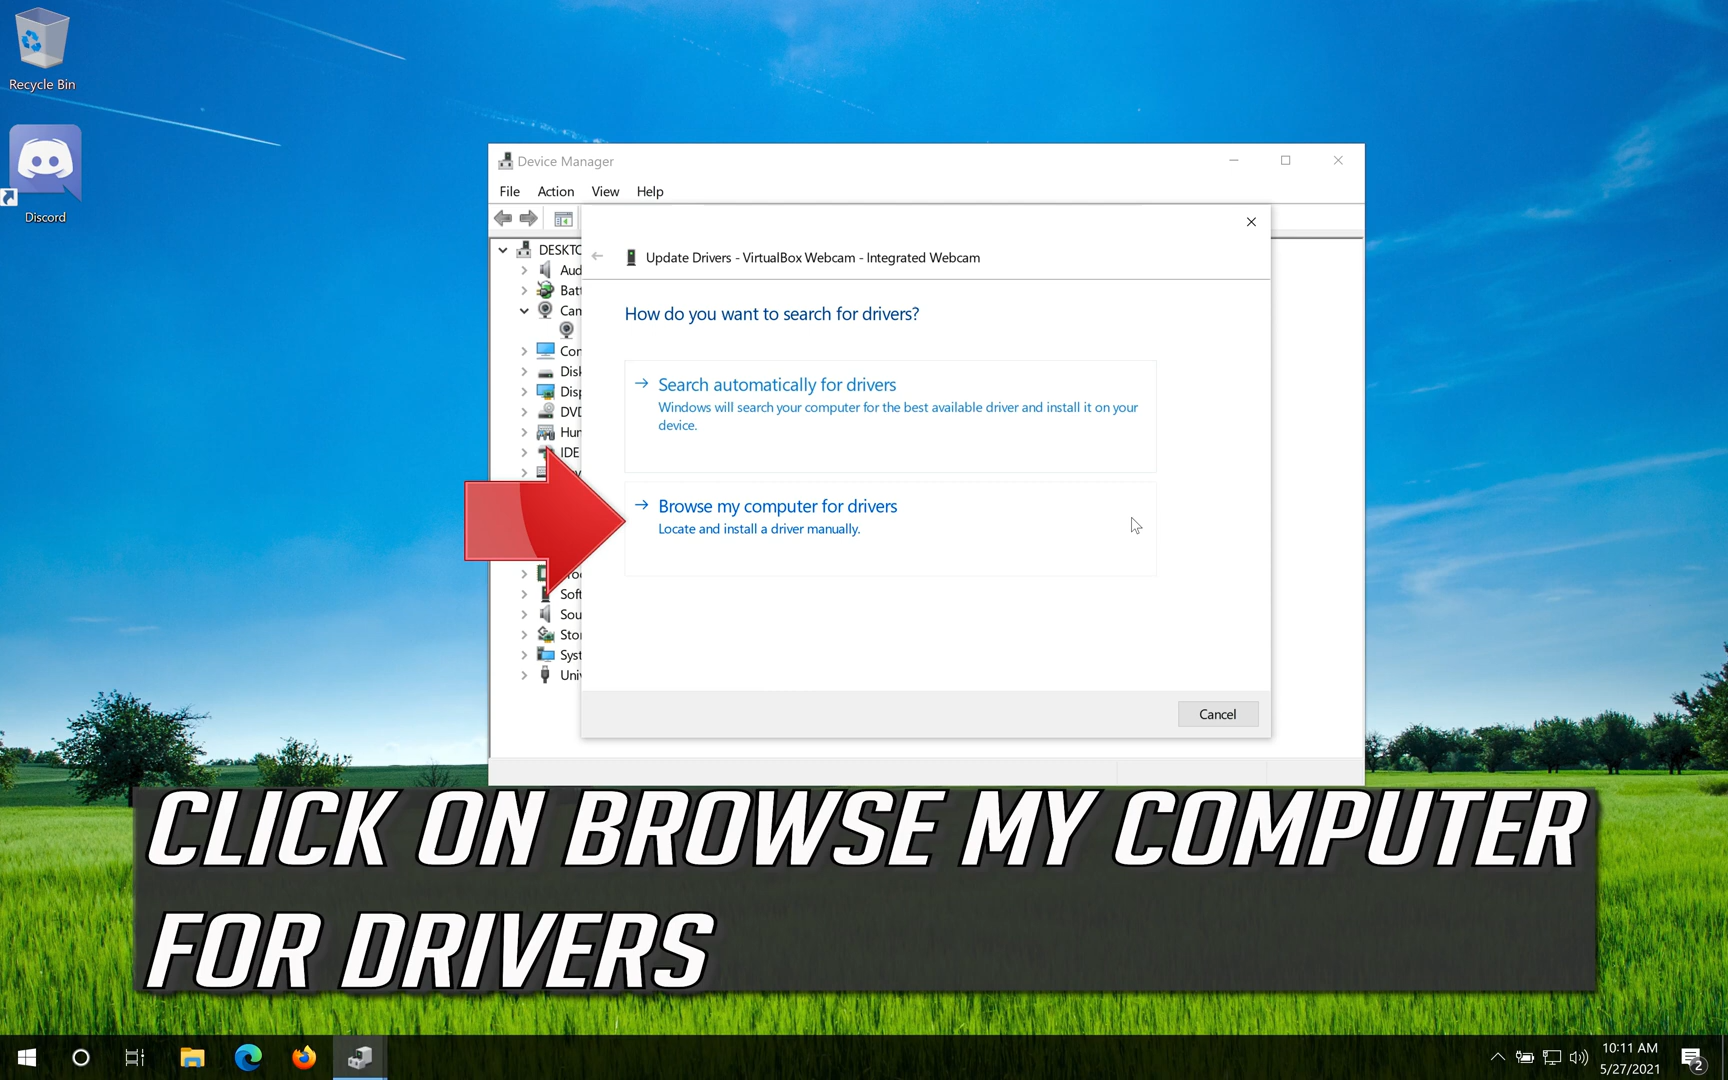 Recycle Bin
Discord
Device Manager
File Action View Help
DESKTO
Update Drivers - VirtualBox Webcam - Integrated Webcam
Aud
Batt
Cam
How do you want to search for drivers?
Con
Disk
Search automatically for drivers
Disp
Windows will search your computer for the best available driver and install it on your
DVD
device.
Hum
IDE
Browse my computer for drivers
Locate and install a driver manually.
Soft
Sou
Stor
Syst
Univ
Cancel
CLICK ON BROWSE MY COMPUTER
FOR DRIVERS
10:11 AM
5/27/2021
2